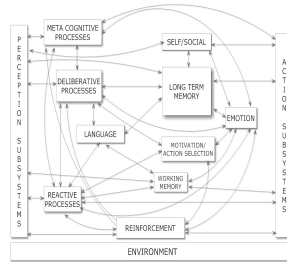 META COGNITIVE
PROCESSES
SELF/SOCIAL
PERCEPTION SUBSYSTEMS
ACTION SUBSYSTEMS
DELIBERATIVE
PROCESSES
LONG TERM
MEMORY
EMOTION
LANGUAGE
MOTIVATION/
ACTION SELECTION
WORKING
MEMORY
REACTIVE
PROCESSES
REINFORCEMENT
ENVIRONMENT